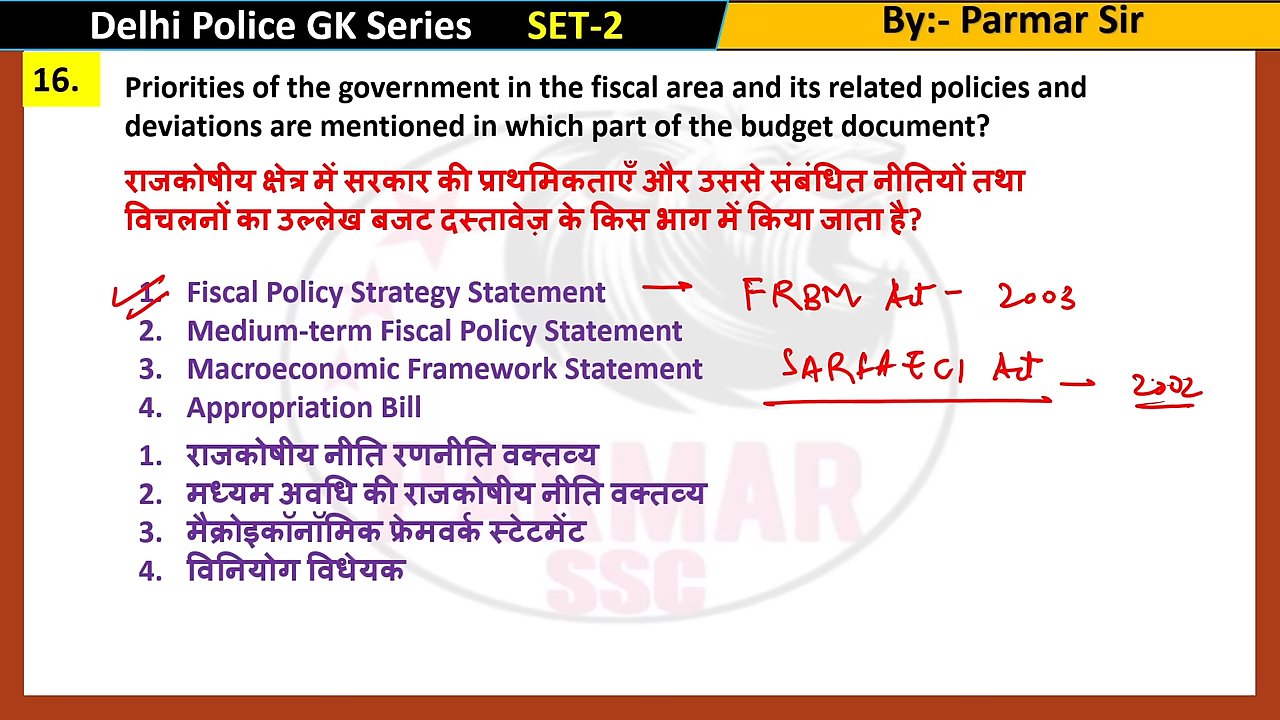 Delhi Police GK Series SET-2 By:- Parmar Sir
16. Priorities of the government in the fiscal area and its related policies and
deviations are mentioned in which part of the budget document?
राजकोषीय क्षेत्र में सरकार की प्राथमिकताएँ और उससे संबंधित नीतियों तथा
विचलनों का उल्लेख बजट दस्तावेज़ के किस भाग में किया जाता है?
1. Fiscal Policy Strategy Statement → FRBM Act - 2003
2. Medium-term Fiscal Policy Statement
3. Macroeconomic Framework Statement SARFAECI Act - 2002
4. Appropriation Bill
1. राजकोषीय नीति रणनीति वक्तव्य
2. मध्यम अवधि की राजकोषीय नीति वक्तव्य
3. मैक्रोइकॉनॉमिक फ्रेमवर्क स्टेटमेंट
4. विनियोग विधेयक
PARMAR
SSC